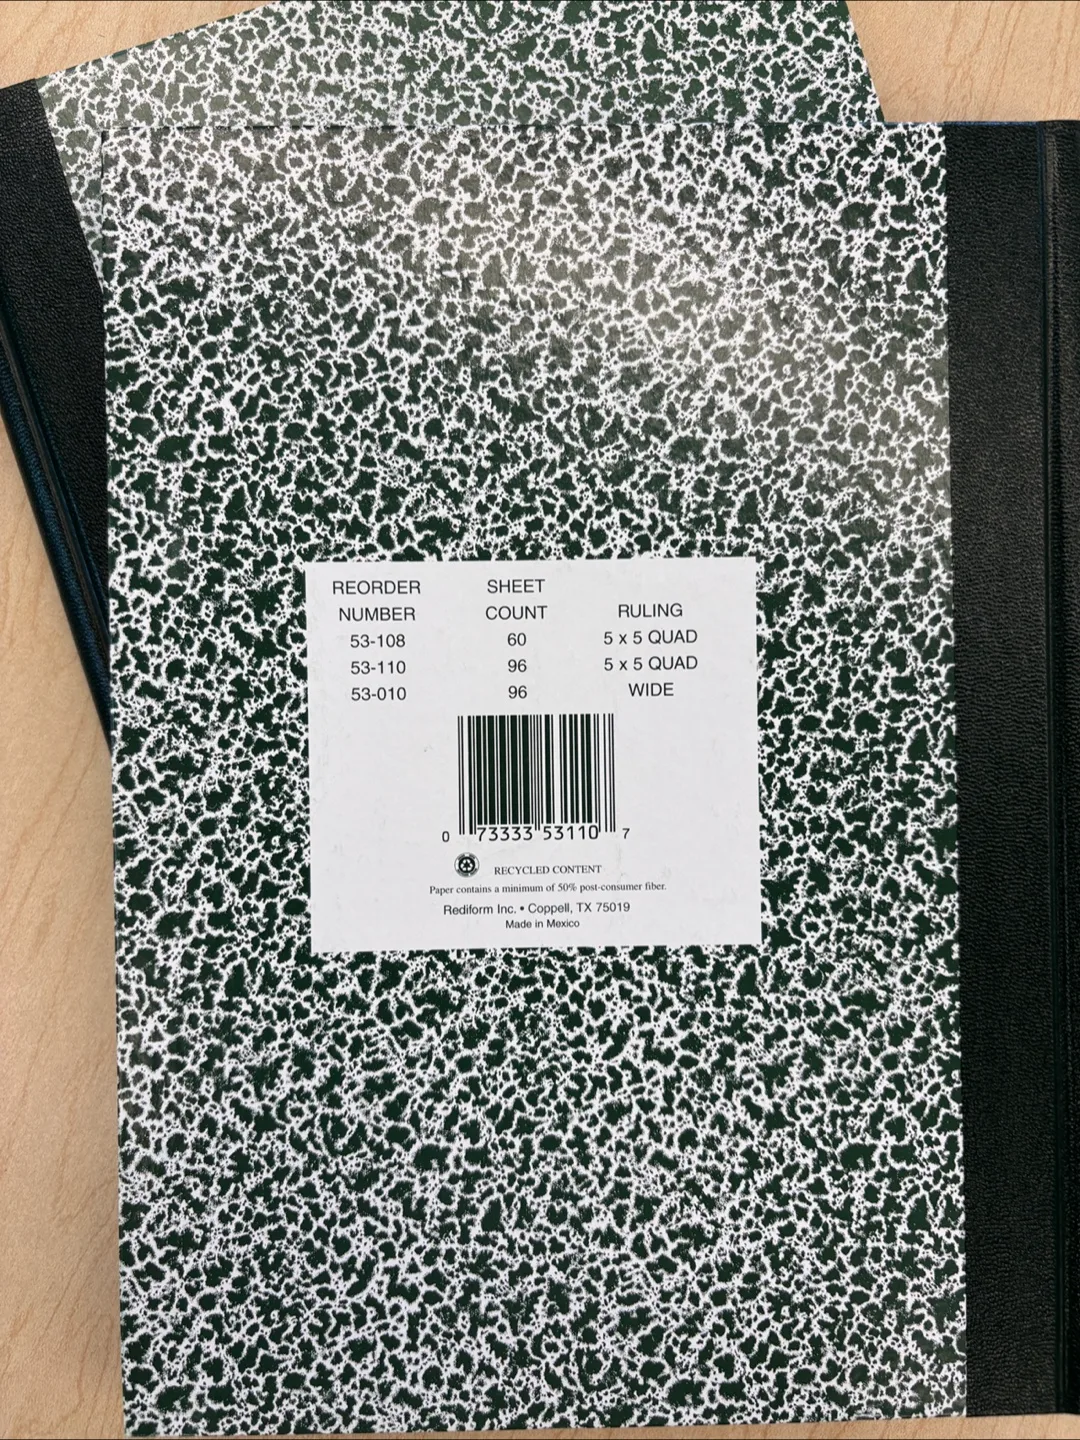 REORDER SHEET
NUMBER COUNT RULING
53-108 60 5 x 5 QUAD
53-110 96 5 x 5 QUAD
53-010 96 WIDE
0 73333 53110 7
RECYCLED CONTENT
Paper contains a minimum of 50% post-consumer fiber.
Rediform Inc. • Coppell, TX 75019
Made in Mexico